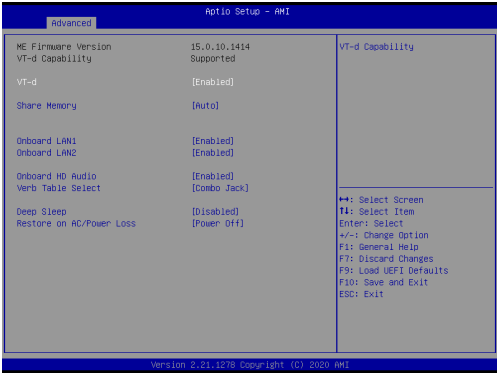 Aptio Setup – AMI
Advanced
ME Firmware Version 15.0.10.1414
VT-d Capability Supported
VT-d [Enabled]
Share Memory [Auto]
Onboard LAN1 [Enabled]
Onboard LAN2 [Enabled]
Onboard HD Audio [Enabled]
Verb Table Select [Combo Jack]
Deep Sleep [Disabled]
Restore on AC/Power Loss [Power Off]
VT-d Capability
↔: Select Screen
↑↓: Select Item
Enter: Select
+/-: Change Option
F1: General Help
F7: Discard Changes
F9: Load UEFI Defaults
F10: Save and Exit
ESC: Exit
Version 2.21.1278 Copyright (C) 2020 AMI